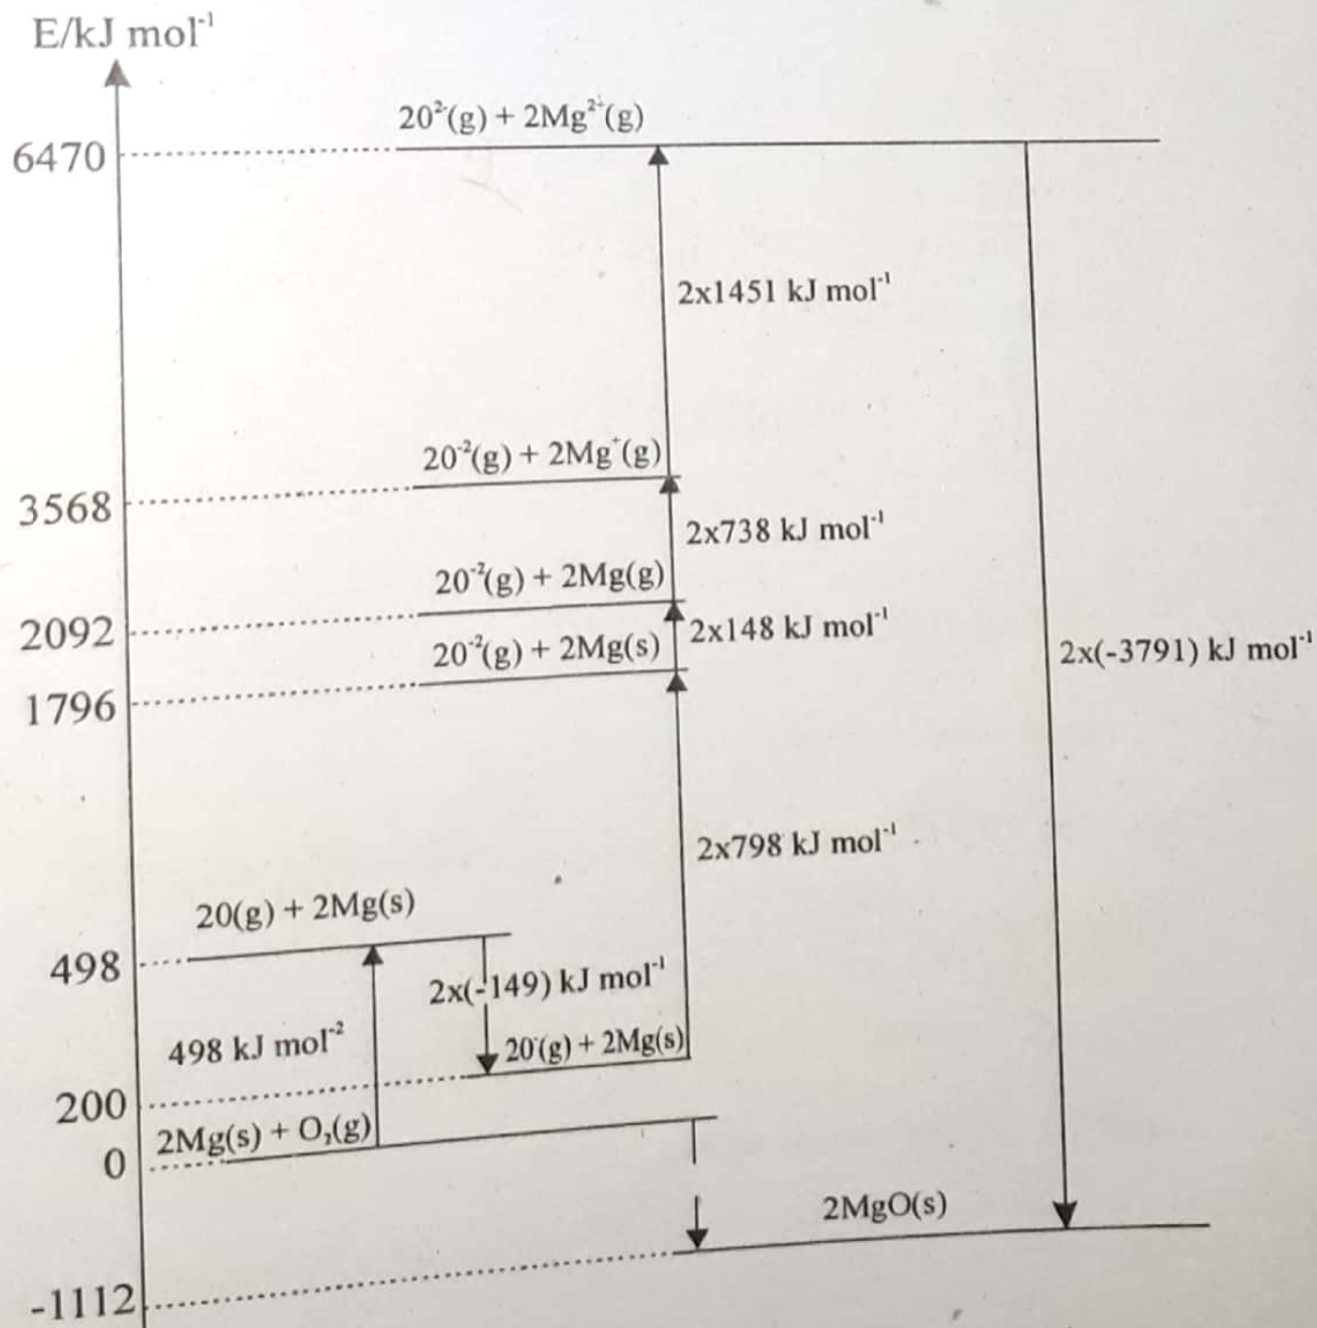 E/kJ mol⁻¹
2O²⁻(g) + 2Mg²⁺(g)
6470
2x1451 kJ mol⁻¹
2O⁻²(g) + 2Mg⁺(g)
3568
2x738 kJ mol⁻¹
2O⁻²(g) + 2Mg(g)
2092
2x148 kJ mol⁻¹
2O⁻²(g) + 2Mg(s)
2x(-3791) kJ mol⁻¹
1796
2x798 kJ mol⁻¹
2O(g) + 2Mg(s)
498
2x(-149) kJ mol⁻¹
498 kJ mol⁻²
2O⁻(g) + 2Mg(s)
200
2Mg(s) + O₂(g)
0
2MgO(s)
-1112